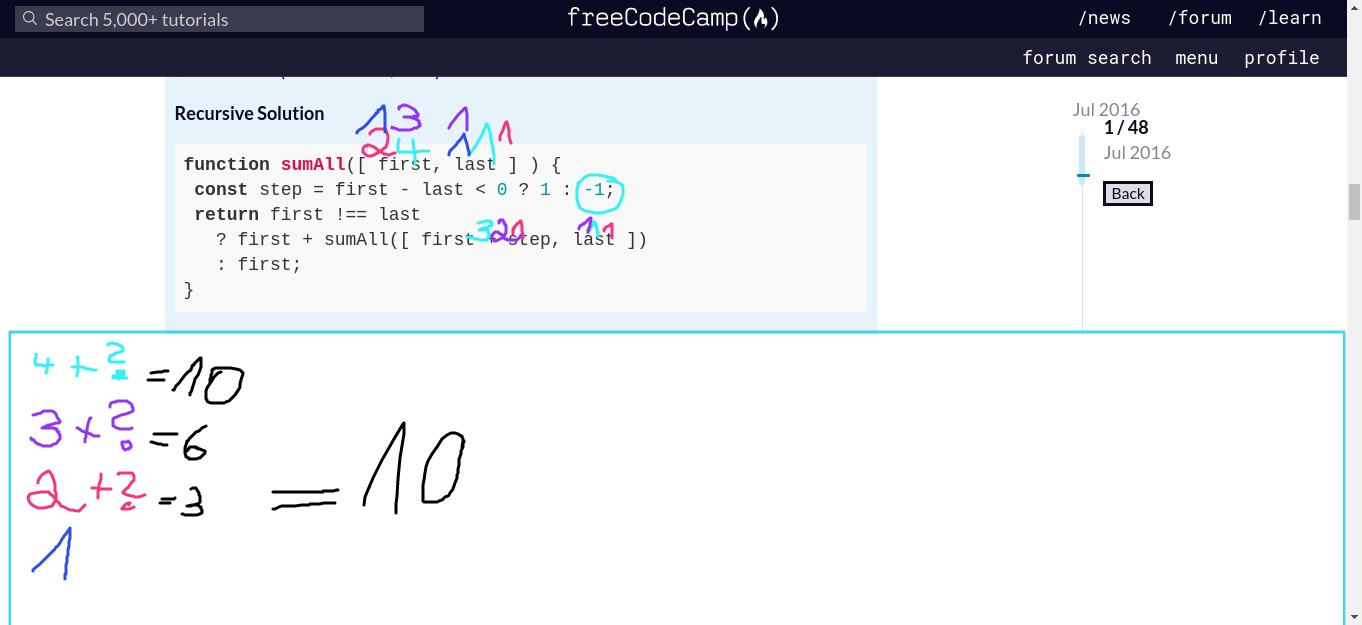 Search 5,000+ tutorials
freeCodeCamp
/news /forum /learn
forum search menu profile
Recursive Solution
1 3 1
2 4 1 1 1
function sumAll([ first, last ] ) {
const step = first - last < 0 ? 1 : -1;
return first !== last
3 2 1 1 1
? first + sumAll([ first + step, last ])
: first;
}
Jul 2016
1 / 48
Jul 2016
Back
4 + ? = 10
3 + ? = 6
2 + ? = 3
= 10
1